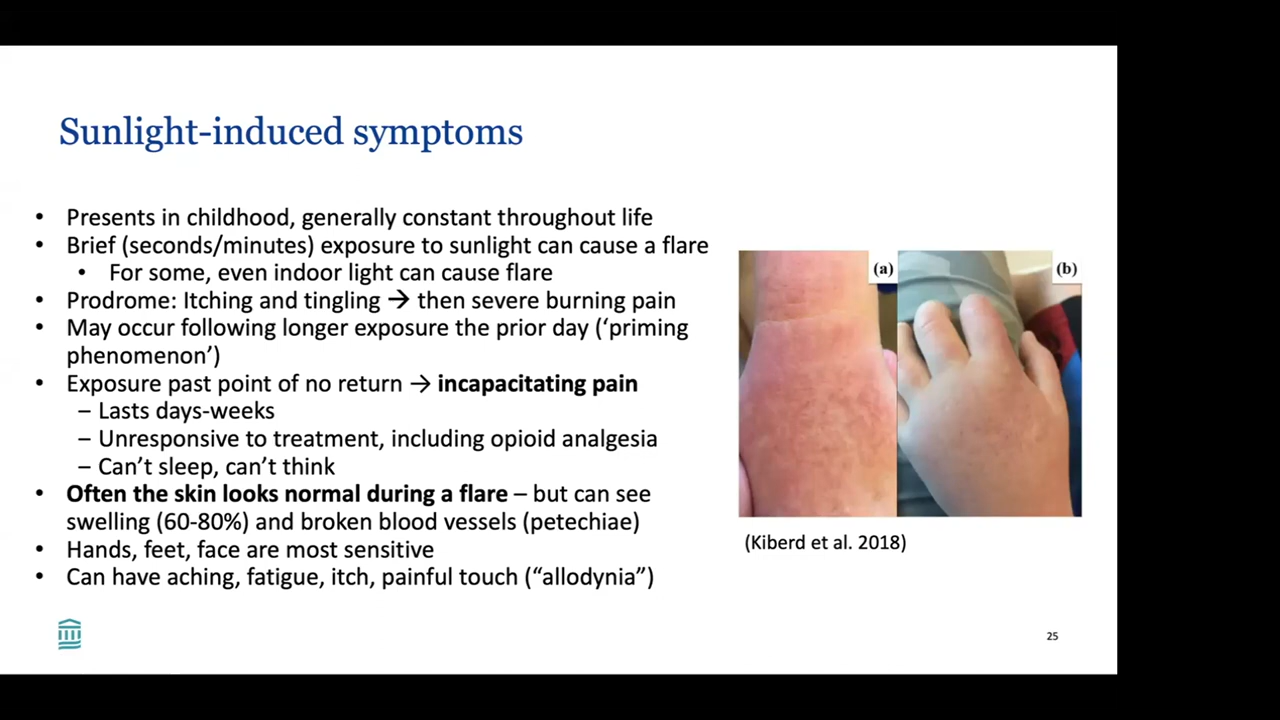 Sunlight-induced symptoms
• Presents in childhood, generally constant throughout life
• Brief (seconds/minutes) exposure to sunlight can cause a flare
• For some, even indoor light can cause flare
• Prodrome: Itching and tingling → then severe burning pain
• May occur following longer exposure the prior day (‘priming
phenomenon’)
• Exposure past point of no return → incapacitating pain
– Lasts days-weeks
– Unresponsive to treatment, including opioid analgesia
– Can’t sleep, can’t think
• Often the skin looks normal during a flare – but can see
swelling (60-80%) and broken blood vessels (petechiae)
• Hands, feet, face are most sensitive
• Can have aching, fatigue, itch, painful touch (“allodynia”)
(a)
(b)
(Kiberd et al. 2018)
25